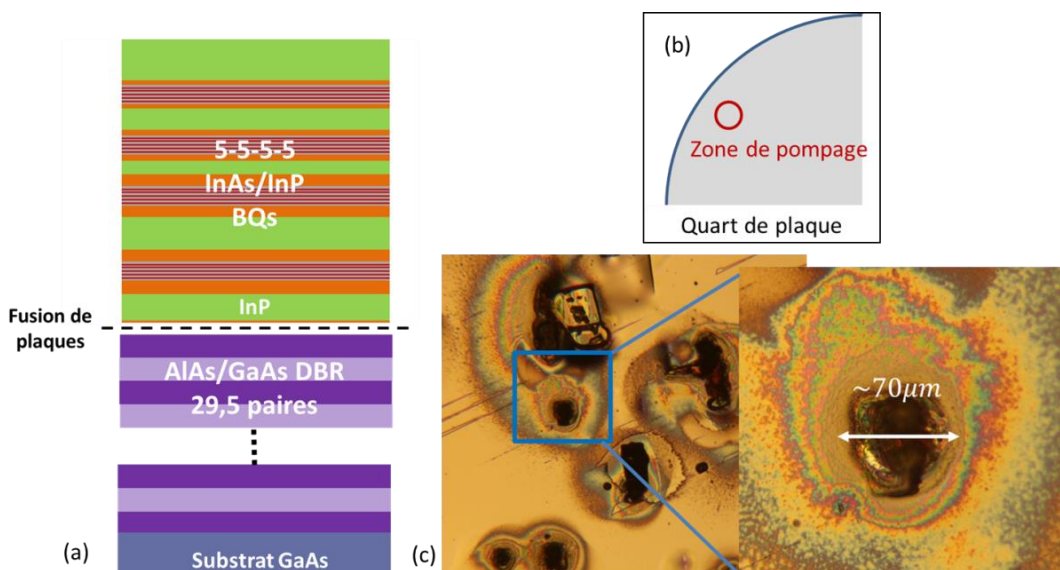 5-5-5-5
InAs/InP
BQs
InP
Fusion de
plaques
AlAs/GaAs DBR
29,5 paires
Substrat GaAs
(a)
(b)
Zone de pompage
Quart de plaque
(c)
~70μm